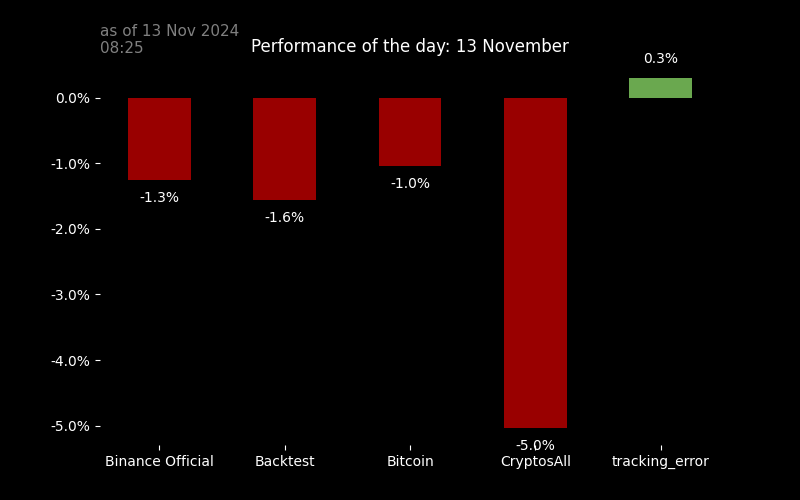 as of 13 Nov 2024
08:25
Performance of the day: 13 November
0.3%
0.0%
-1.0%
-2.0%
-3.0%
-4.0%
-5.0%
-1.3%
-1.6%
-1.0%
-5.0%
Binance Official
Backtest
Bitcoin
CryptosAll
tracking_error